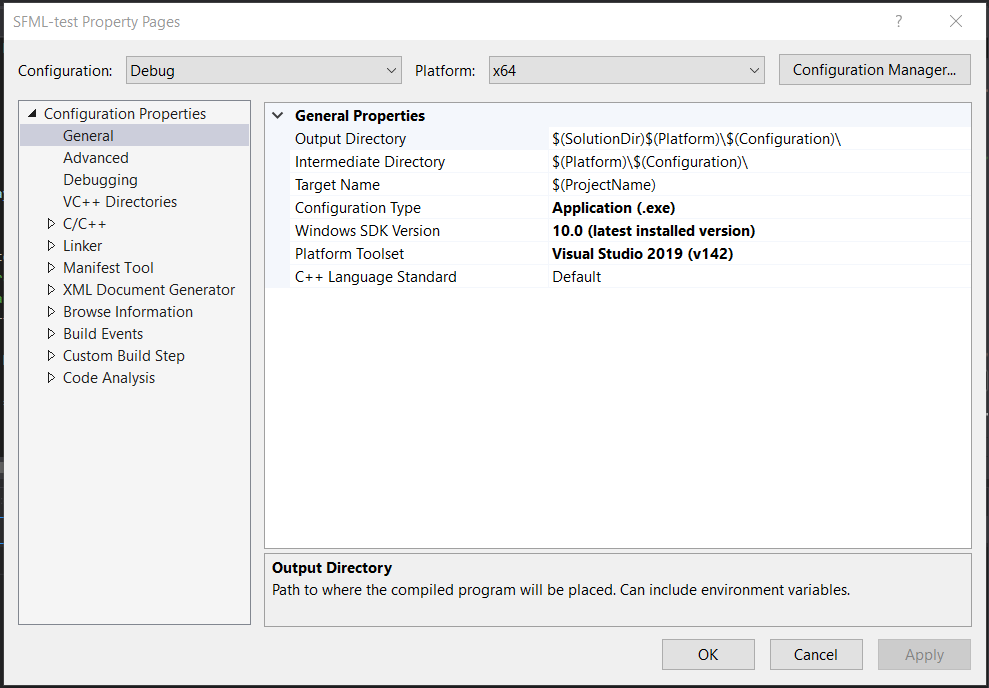 SFML-test Property Pages
?
Configuration: Debug Platform: x64 Configuration Manager...
Configuration Properties
General
Advanced
Debugging
VC++ Directories
C/C++
Linker
Manifest Tool
XML Document Generator
Browse Information
Build Events
Custom Build Step
Code Analysis
General Properties
Output Directory $(SolutionDir)$(Platform)\$(Configuration)\
Intermediate Directory $(Platform)\$(Configuration)\
Target Name $(ProjectName)
Configuration Type Application (.exe)
Windows SDK Version 10.0 (latest installed version)
Platform Toolset Visual Studio 2019 (v142)
C++ Language Standard Default
Output Directory
Path to where the compiled program will be placed. Can include environment variables.
OK Cancel Apply